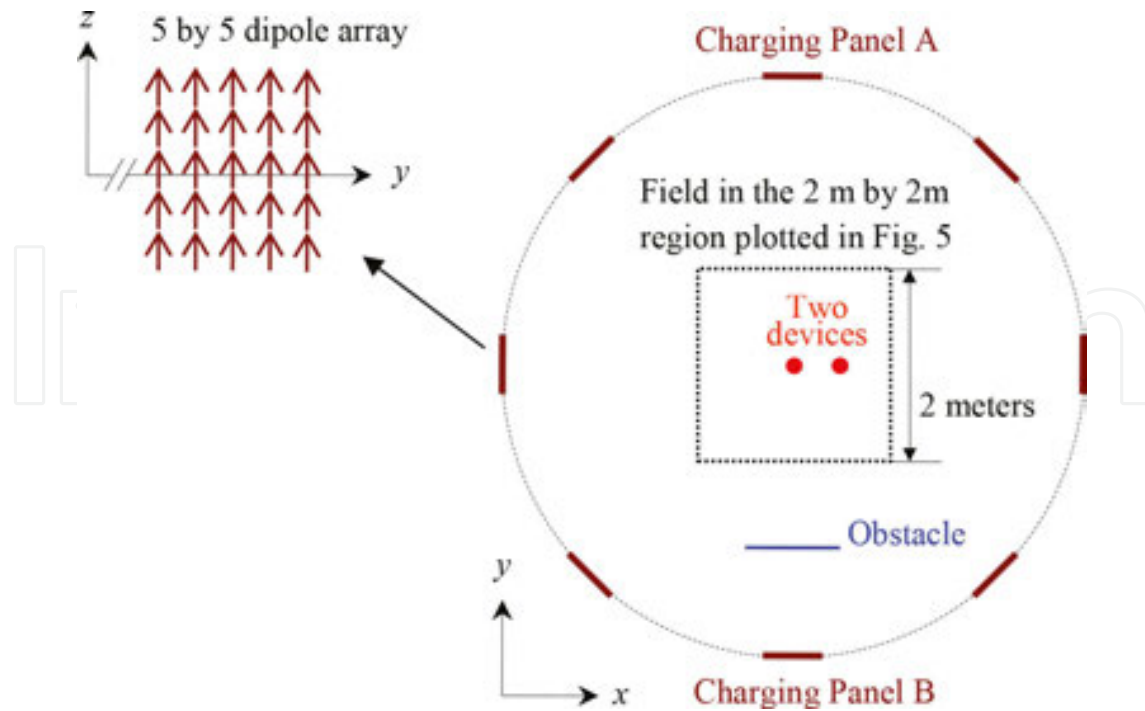 z
5 by 5 dipole array
y
Charging Panel A
Field in the 2 m by 2m
region plotted in Fig. 5
Two
devices
2 meters
Obstacle
y
x
Charging Panel B